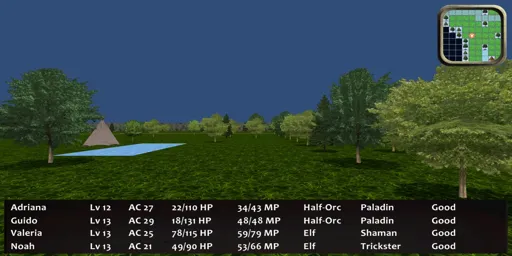 Adriana Lv 12 AC 27 22/110 HP 34/43 MP Half-Orc Paladin Good
Guido Lv 13 AC 29 18/131 HP 48/48 MP Half-Orc Paladin Good
Valeria Lv 13 AC 25 78/115 HP 59/79 MP Elf Shaman Good
Noah Lv 13 AC 21 49/90 HP 53/66 MP Elf Trickster Good